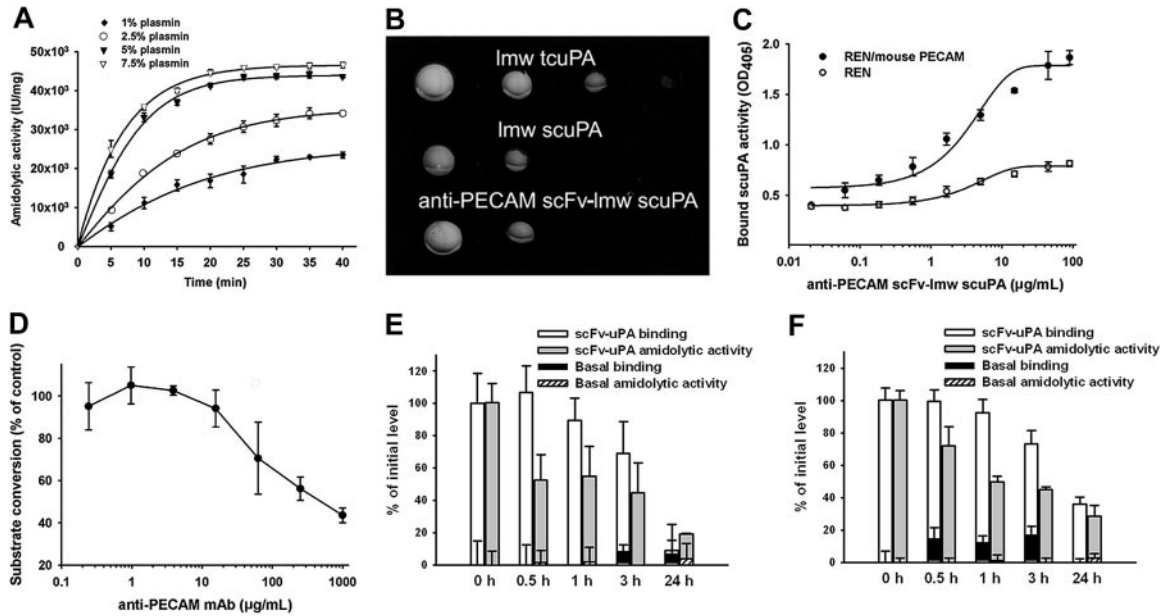 A
1% plasmin
2.5% plasmin
5% plasmin
7.5% plasmin
Amidolytic activity (IU/mg)
50x10³
40x10³
30x10³
20x10³
10x10³
0
0 5 10 15 20 25 30 35 40
Time (min)
B
lmw tcuPA
lmw scuPA
anti-PECAM scFv-lmw scuPA
C
REN/mouse PECAM
REN
Bound scuPA activity (OD405)
2.0
1.5
1.0
0.5
0.0
0.01 0.1 1 10 100
anti-PECAM scFv-lmw scuPA (µg/mL)
D
Substrate conversion (% of control)
100
80
60
40
20
0.1 1 10 100 1000
anti-PECAM mAb (µg/mL)
E
scFv-uPA binding
scFv-uPA amidolytic activity
Basal binding
Basal amidolytic activity
% of initial level
120
100
80
60
40
20
0
0 h 0.5 h 1 h 3 h 24 h
F
scFv-uPA binding
scFv-uPA amidolytic activity
Basal binding
Basal amidolytic activity
% of initial level
120
100
80
60
40
20
0
0 h 0.5 h 1 h 3 h 24 h